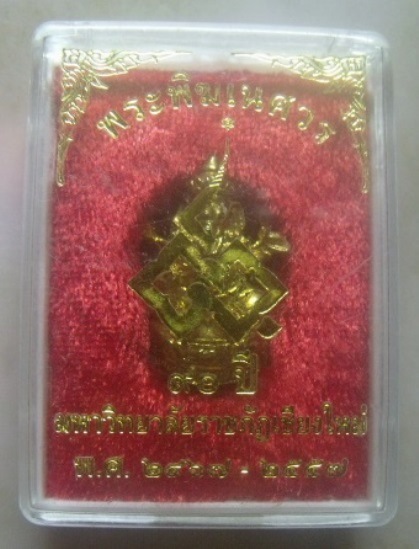 พระพิฆเนศวร
๙๐ ปี
มหาวิทยาลัยราชภัฏเชียงใหม่
พ.ศ. ๒๔๖๗ - ๒๕๕๗